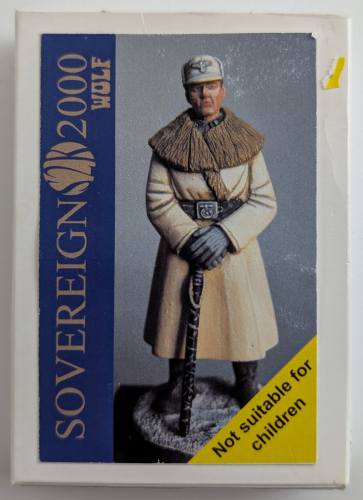 SOVEREIGN 2000
WOLF
Not suitable for
children